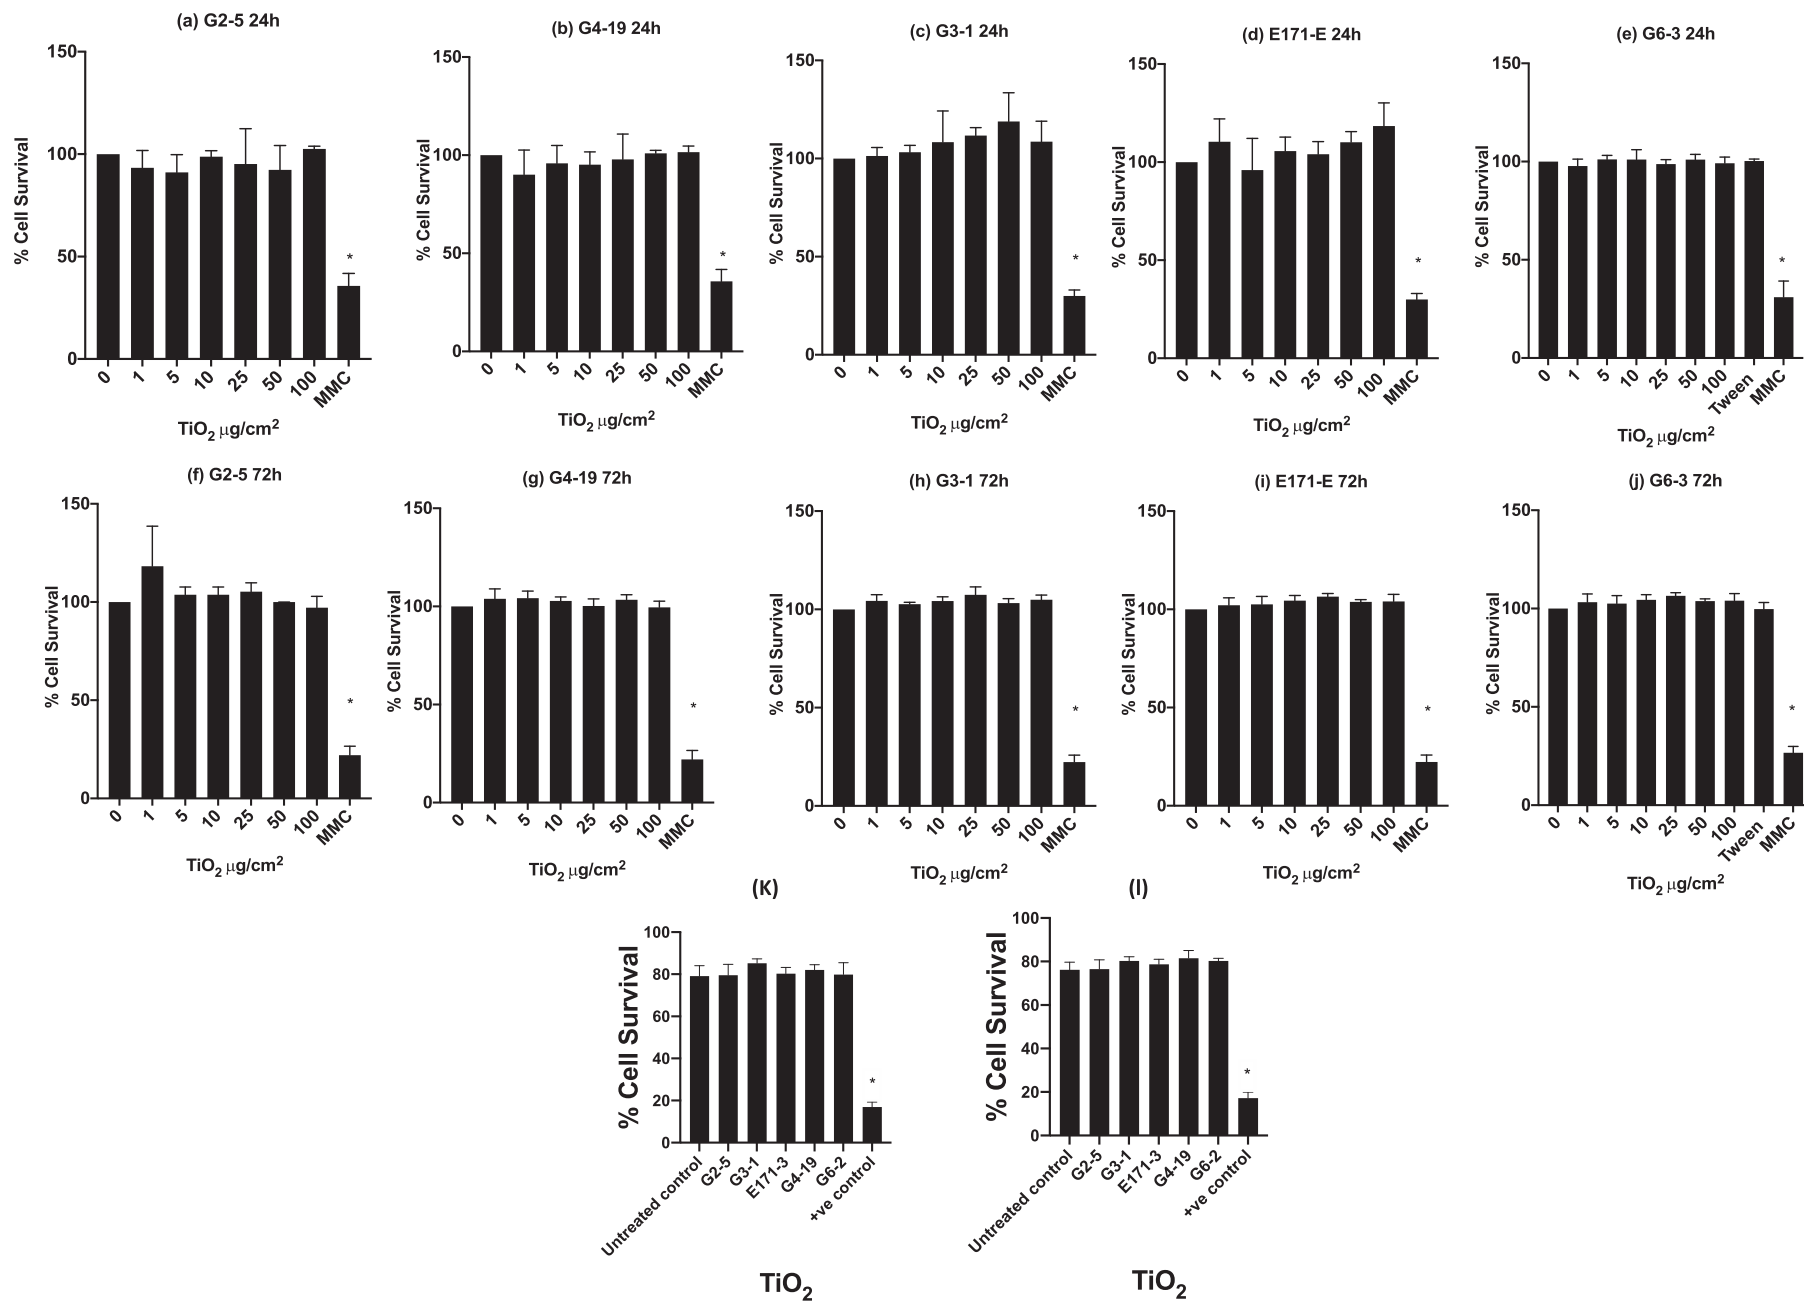 (a) G2-5 24h
150
100
50
0
% Cell Survival
0 1 5 10 25 50 100 MMC
*
TiO2 μg/cm2
(b) G4-19 24h
150
100
50
0
% Cell Survival
0 1 5 10 25 50 100 MMC
*
TiO2 μg/cm2
(c) G3-1 24h
150
100
50
0
% Cell Survival
0 1 5 10 25 50 100 MMC
*
TiO2 μg/cm2
(d) E171-E 24h
150
100
50
0
% Cell Survival
0 1 5 10 25 50 100 MMC
*
TiO2 μg/cm2
(e) G6-3 24h
150
100
50
0
% Cell Survival
0 1 5 10 25 50 100 Tween MMC
*
TiO2 μg/cm2
(f) G2-5 72h
150
100
50
0
% Cell Survival
0 1 5 10 25 50 100 MMC
*
TiO2 μg/cm2
(g) G4-19 72h
150
100
50
0
% Cell Survival
0 1 5 10 25 50 100 MMC
*
TiO2 μg/cm2
(h) G3-1 72h
150
100
50
0
% Cell Survival
0 1 5 10 25 50 100 MMC
*
TiO2 μg/cm2
(i) E171-E 72h
150
100
50
0
% Cell Survival
0 1 5 10 25 50 100 MMC
*
TiO2 μg/cm2
(j) G6-3 72h
150
100
50
0
% Cell Survival
0 1 5 10 25 50 100 Tween MMC
*
TiO2 μg/cm2
(K)
100
80
60
40
20
0
% Cell Survival
*
Untreated control
G2-5
G3-1
E171-3
G4-19
G6-2
+ve control
TiO2
(l)
100
80
60
40
20
0
% Cell Survival
*
Untreated control
G2-5
G3-1
E171-3
G4-19
G6-2
+ve control
TiO2